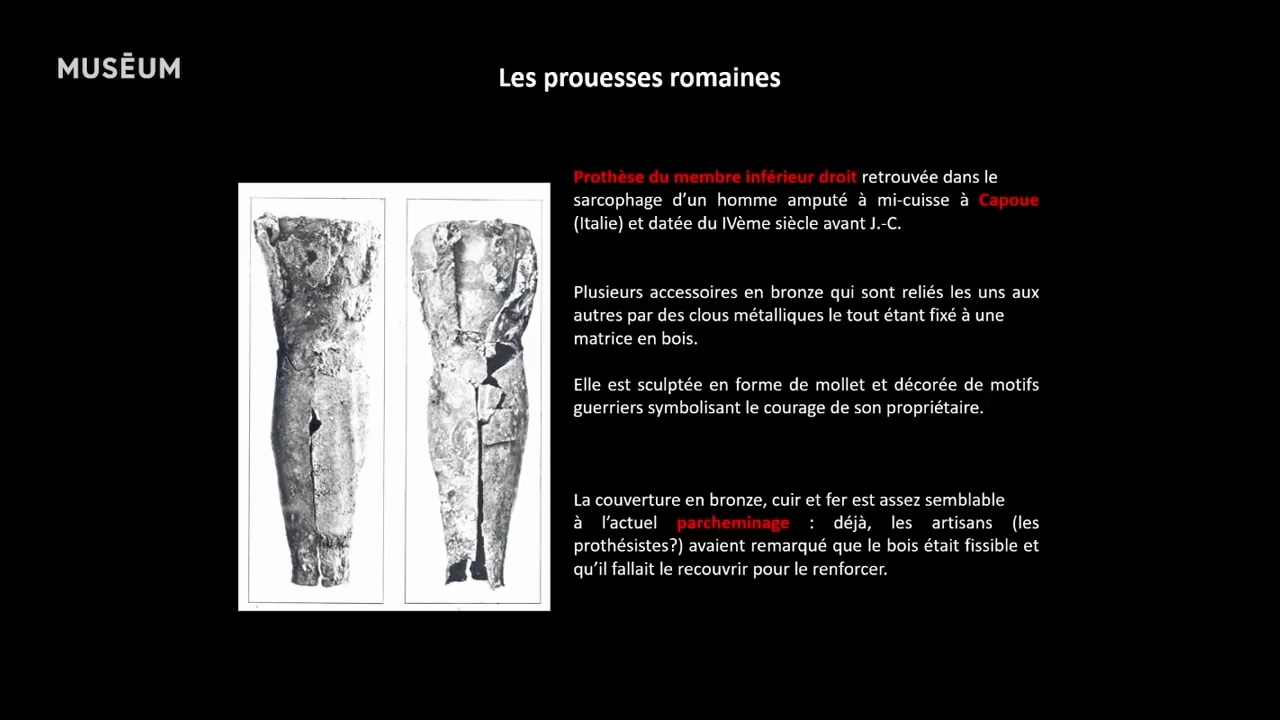 MUSĒUM
Les prouesses romaines
Prothèse du membre inférieur droit retrouvée dans le
sarcophage d'un homme amputé à mi-cuisse à Capoue
(Italie) et datée du IVème siècle avant J.-C.
Plusieurs accessoires en bronze qui sont reliés les uns aux
autres par des clous métalliques le tout étant fixé à une
matrice en bois.
Elle est sculptée en forme de mollet et décorée de motifs
guerriers symbolisant le courage de son propriétaire.
La couverture en bronze, cuir et fer est assez semblable
à l'actuel parcheminage : déjà, les artisans (les
prothésistes?) avaient remarqué que le bois était fissible et
qu'il fallait le recouvrir pour le renforcer.